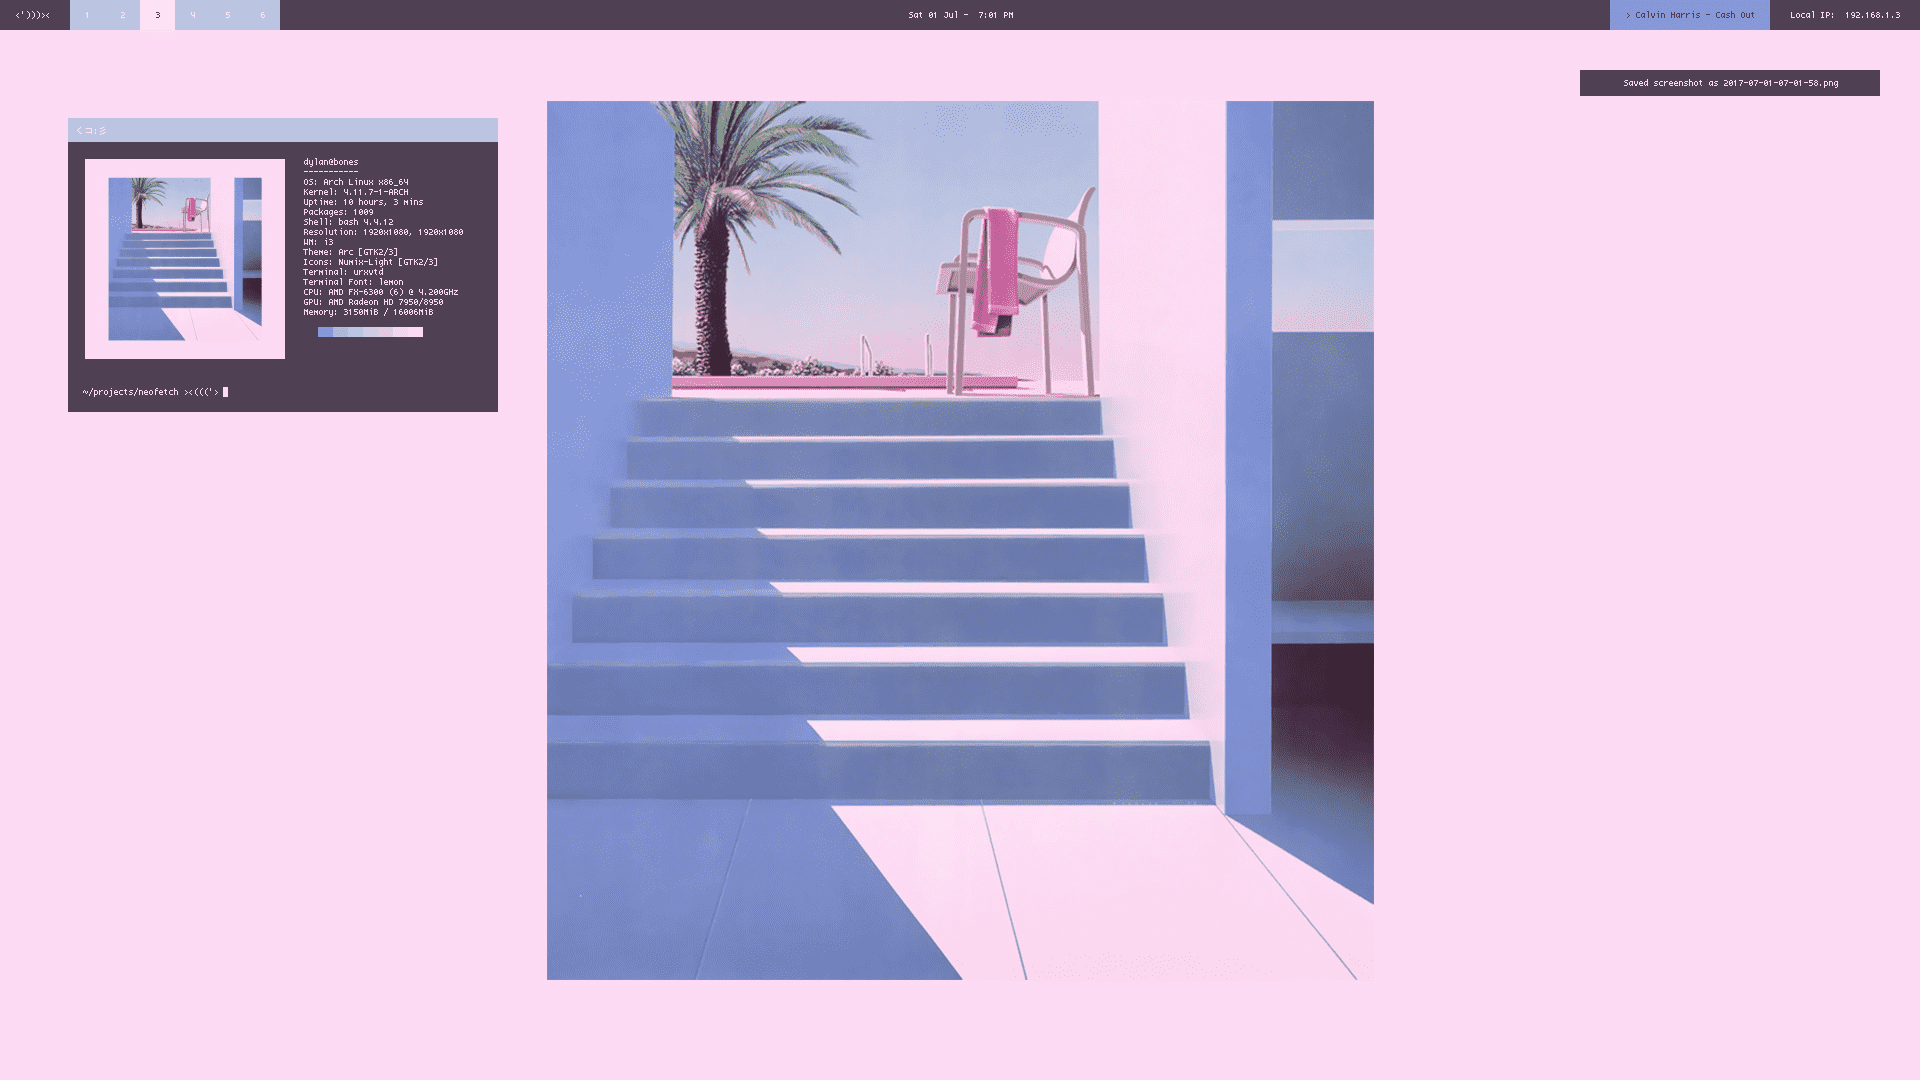 <')))><
1 2 3 4 5 6
Sat 01 Jul - 7:01 PM
> Calvin Harris - Cash Out
Local IP: 192.168.1.3
Saved screenshot as 2017-07-01-07-01-58.png
くコ:彡
dylan@bones
-----------
OS: Arch Linux x86_64
Kernel: 4.11.7-1-ARCH
Uptime: 10 hours, 3 mins
Packages: 1009
Shell: bash 4.4.12
Resolution: 1920x1080, 1920x1080
WM: i3
Theme: Arc [GTK2/3]
Icons: Numix-Light [GTK2/3]
Terminal: urxvtd
Terminal Font: lemon
CPU: AMD FX-6300 (6) @ 4.200GHz
GPU: AMD Radeon HD 7950/8950
Memory: 3150MiB / 16006MiB
~/projects/neofetch ><((('>